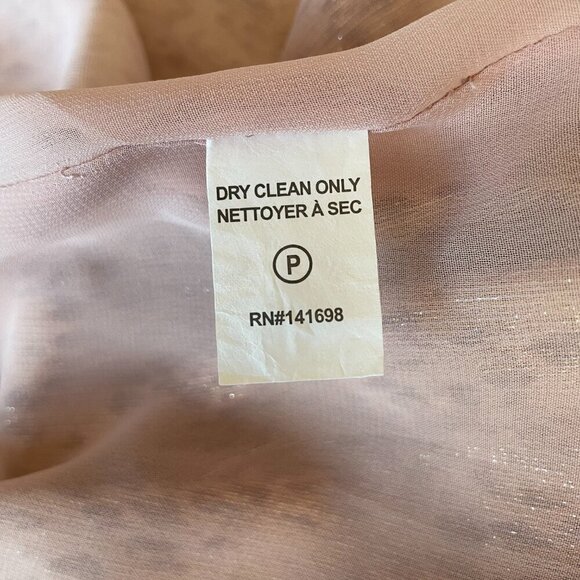 DRY CLEAN ONLY
NETTOYER À SEC
P
RN#141698